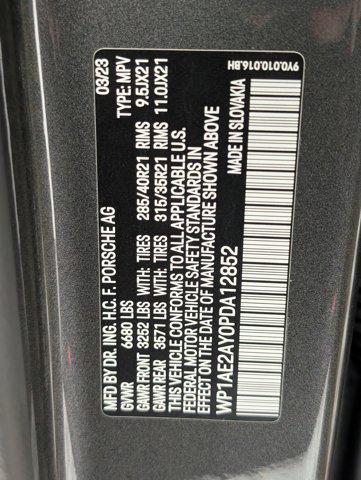 MFD BY DR. ING. H.C. F. PORSCHE AG 03/23
GVWR 6680 LBS TYPE: MPV
GAWR FRONT 3252 LBS WITH: TIRES 285/40R21 RIMS 9.5JX21
GAWR REAR 3571 LBS WITH: TIRES 315/35R21 RIMS 11.0JX21
THIS VEHICLE CONFORMS TO ALL APPLICABLE U.S.
FEDERAL MOTOR VEHICLE SAFETY STANDARDS IN
EFFECT ON THE DATE OF MANUFACTURE SHOWN ABOVE
WP1AE2AY0PDA12852 MADE IN SLOVAKIA
9Y0.010.016.BH